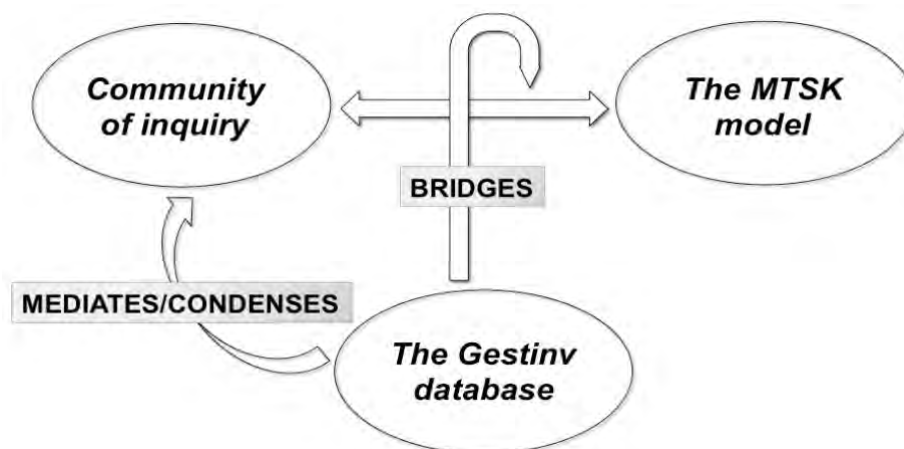 Community
of inquiry
The MTSK
model
BRIDGES
MEDIATES/CONDENSES
The Gestinv
database